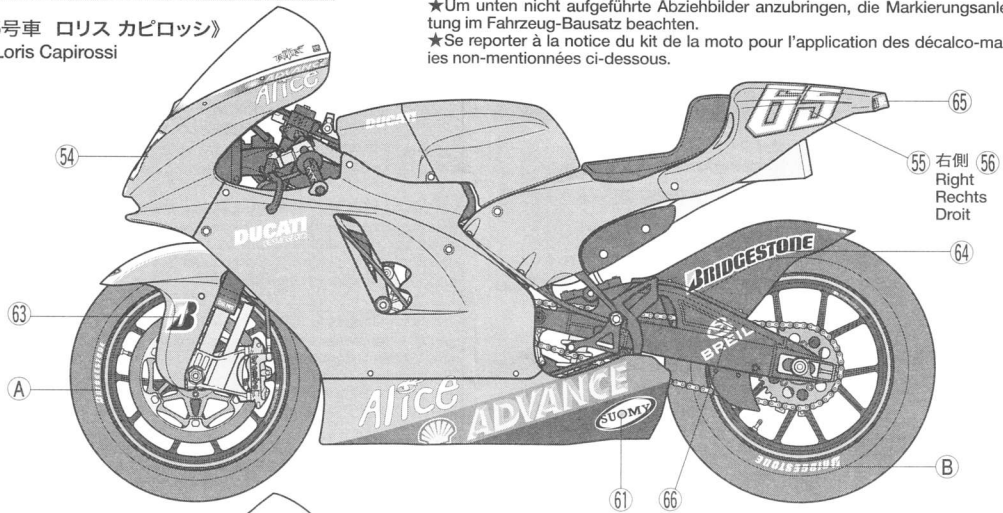 号車 ロリス カピロッシ》
Loris Capirossi
★Um unten nicht aufgeführte Abziehbilder anzubringen, die Markierungsanle
tung im Fahrzeug-Bausatz beachten.
★Se reporter à la notice du kit de la moto pour l'application des décalco-ma
ies non-mentionnées ci-dessous.
ADVANCE
Alice
DUCATI
65
65
54
55 右側 56
Right
Rechts
Droit
DUCATI
BRIDGESTONE
64
63
B
BREIL
A
Alice
ADVANCE
SUOMY
BRIDGESTONE
B
61
66